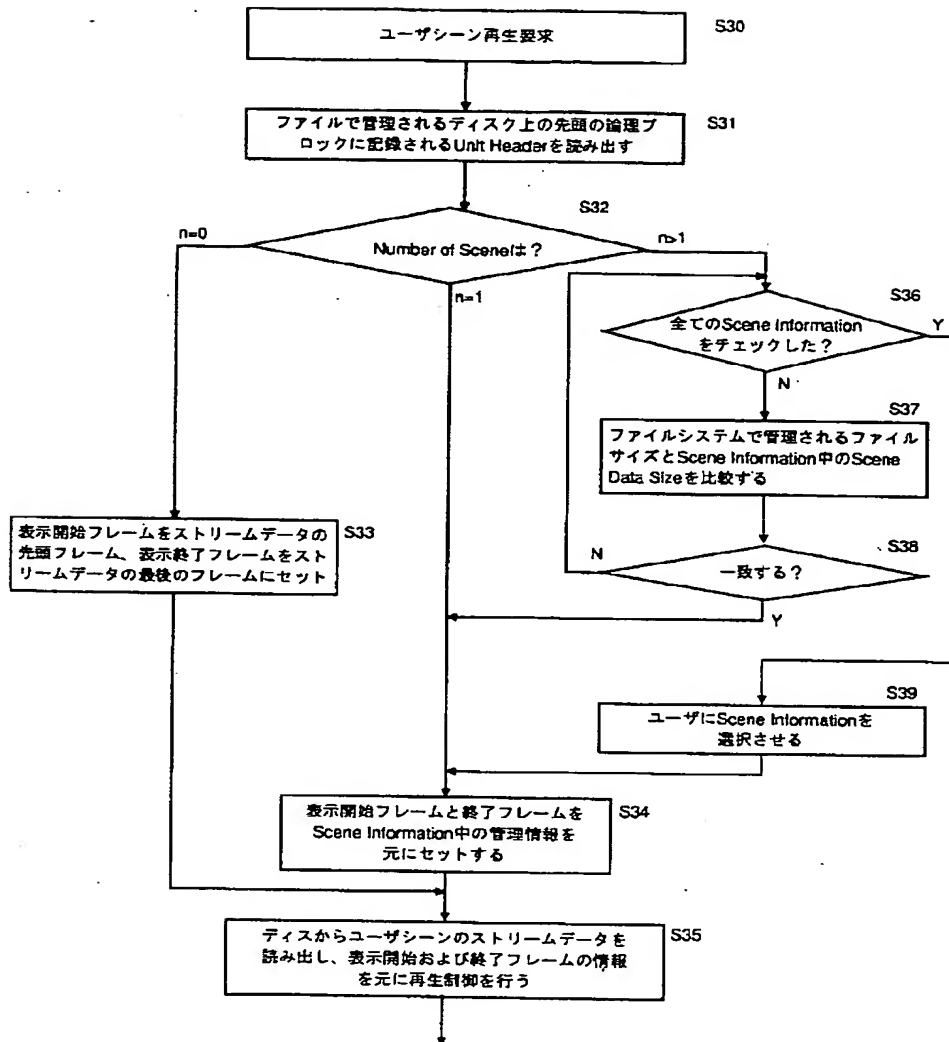 ユーザシーン再生要求
S30
ファイルで管理されるディスク上の先頭の論理ブ
ロックに記録されるUnit Headerを読み出す
S31
S32
n=0
Number of Sceneは？
n>1
n=1
S36
全てのScene Information
をチェックした？
Y
N
S37
ファイルシステムで管理されるファイル
サイズとScene Information中のScene
Data Sizeを比較する
表示開始フレームをストリームデータの
先頭フレーム、表示終了フレームをスト
リームデータの最後のフレームにセット
S33
S38
N
一致する？
Y
S39
ユーザにScene Informationを
選択させる
表示開始フレームと終了フレームを
Scene Information中の管理情報を
元にセットする
S34
ディスからユーザシーンのストリームデータを
読み出し、表示開始および終了フレームの情報
を元に再生制御を行う
S35